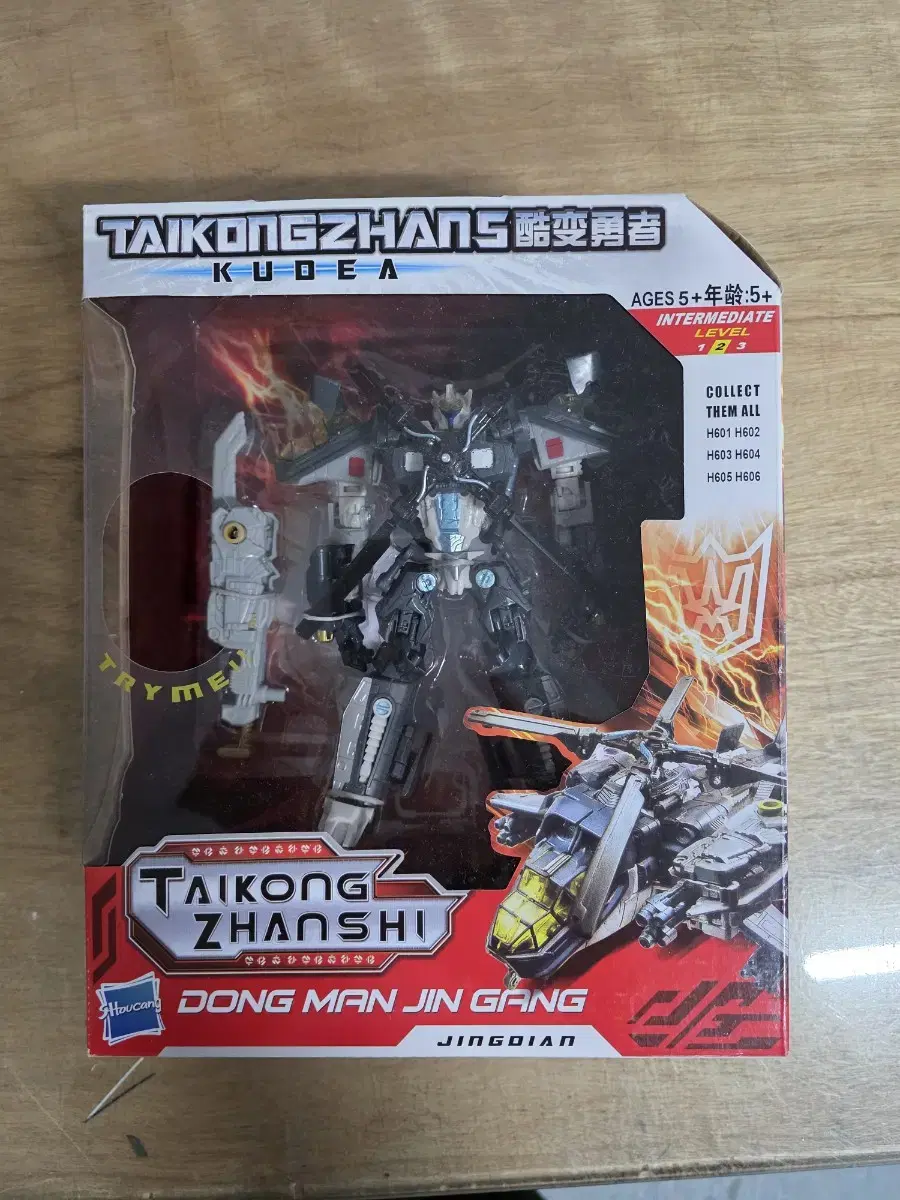 TAIKONGZHANS酷变勇者
KUDEA
AGES 5+年龄:5+
INTERMEDIATE
LEVEL
1 2 3
COLLECT
THEM ALL
H601 H602
H603 H604
H605 H606
TRY ME!
TAIKONG
ZHANSHI
SHoucang
DONG MAN JIN GANG
JINGDIAN